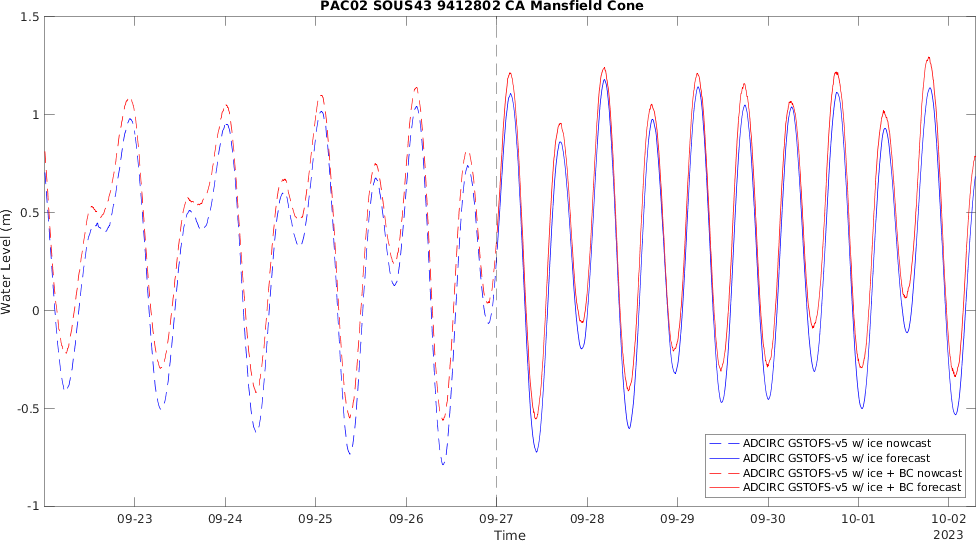 PAC02 SOUS43 9412802 CA Mansfield Cone
1.5
1
0.5
0
-0.5
-1
Water Level (m)
ADCIRC GSTOFS-v5 w/ ice nowcast
ADCIRC GSTOFS-v5 w/ ice forecast
ADCIRC GSTOFS-v5 w/ ice + BC nowcast
ADCIRC GSTOFS-v5 w/ ice + BC forecast
09-23 09-24 09-25 09-26 09-27 09-28 09-29 09-30 10-01 10-02
2023
Time